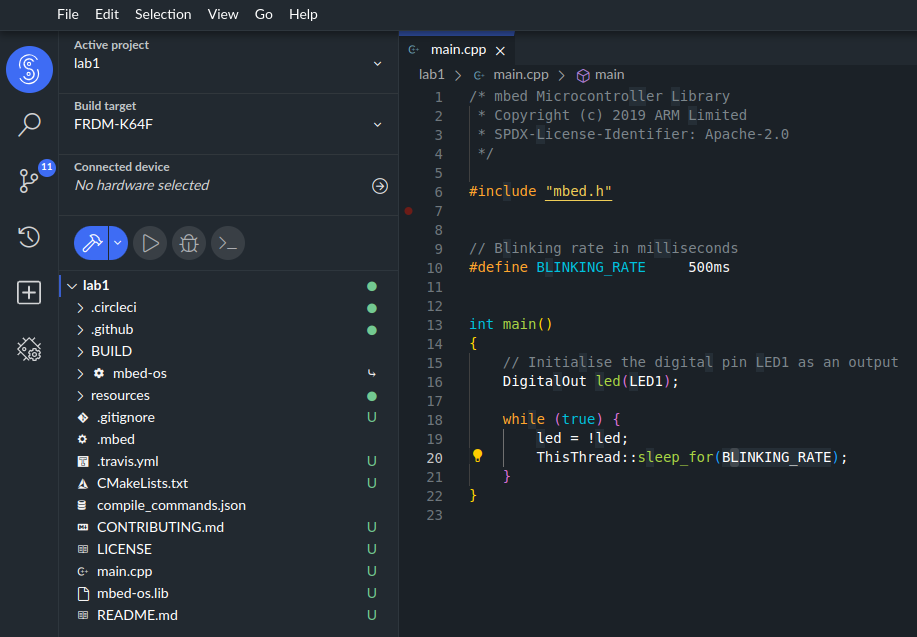 File Edit Selection View Go Help
Active project
lab1
Build target
FRDM-K64F
Connected device
No hardware selected
11
lab1
.circleci
.github
BUILD
mbed-os
resources
.gitignore U
.mbed
.travis.yml U
CMakeLists.txt U
compile_commands.json
CONTRIBUTING.md U
LICENSE U
main.cpp U
mbed-os.lib U
README.md U
main.cpp
lab1 > main.cpp > main
1 /* mbed Microcontroller Library
2  * Copyright (c) 2019 ARM Limited
3  * SPDX-License-Identifier: Apache-2.0
4  */
5
6 #include "mbed.h"
7
8
9 // Blinking rate in milliseconds
10 #define BLINKING_RATE     500ms
11
12
13 int main()
14 {
15     // Initialise the digital pin LED1 as an output
16     DigitalOut led(LED1);
17
18     while (true) {
19         led = !led;
20         ThisThread::sleep_for(BLINKING_RATE);
21     }
22 }
23